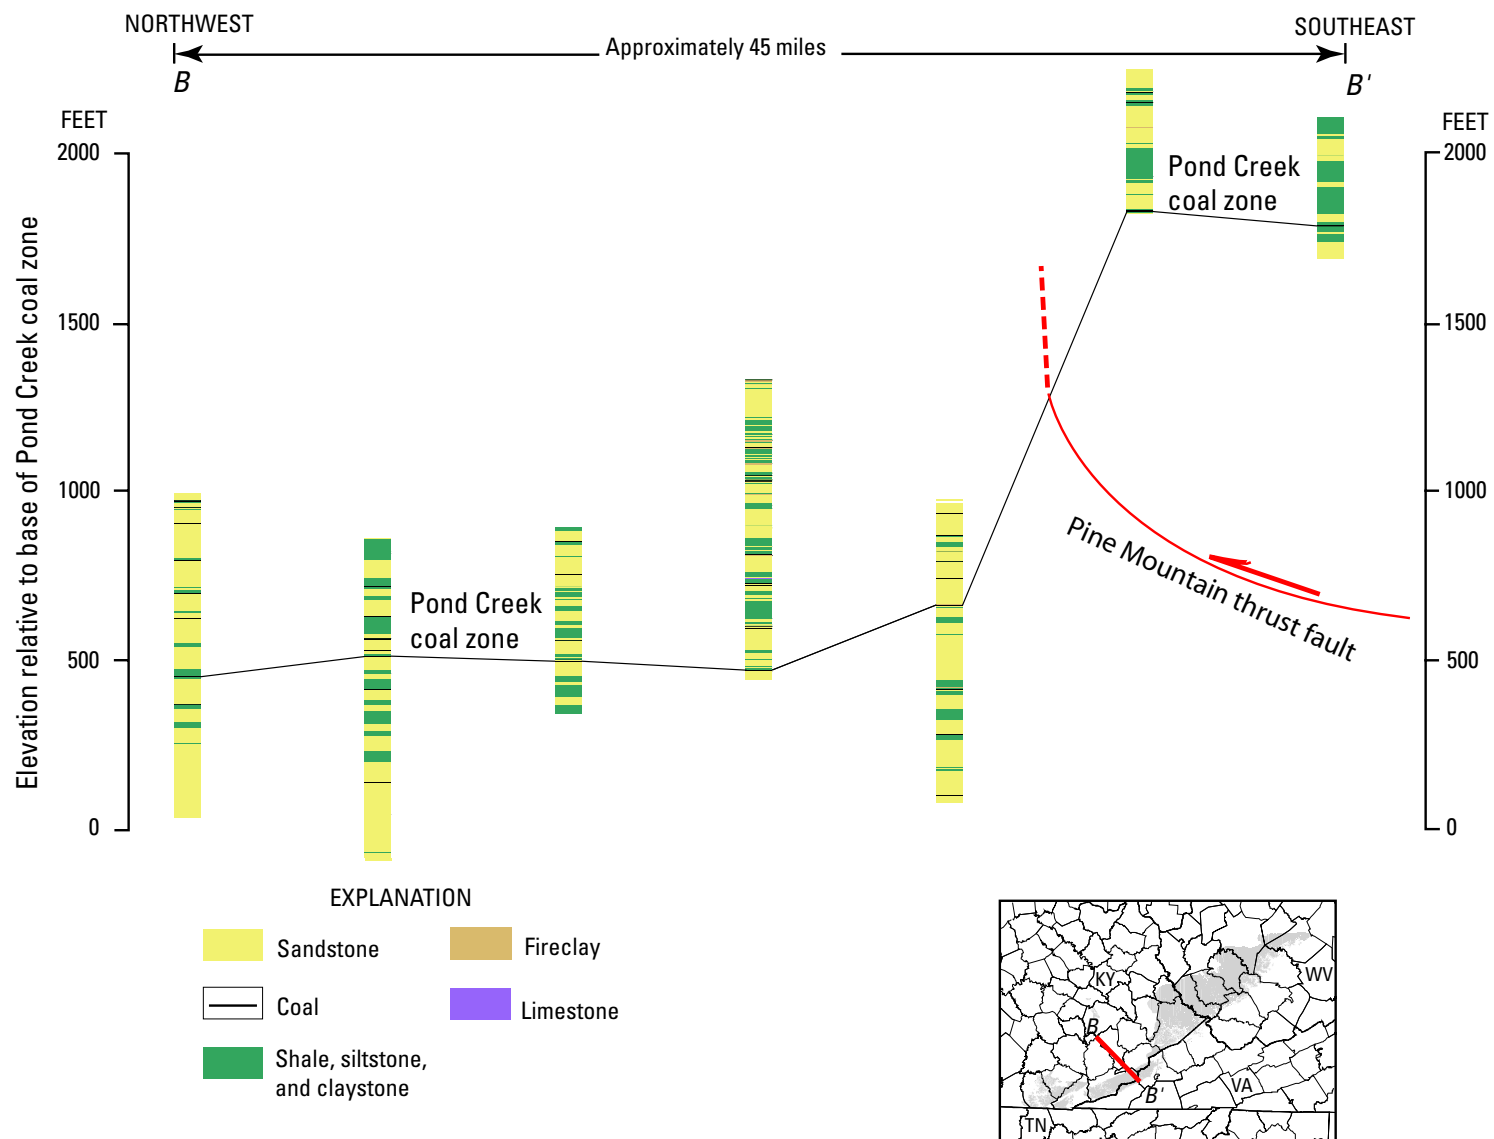 NORTHWEST
SOUTHEAST
Approximately 45 miles
B
B'
FEET
FEET
2000
2000
Pond Creek
coal zone
1500
1500
1000
1000
Pine Mountain thrust fault
Pond Creek
coal zone
500
500
0
0
Elevation relative to base of Pond Creek coal zone
EXPLANATION
Sandstone
Fireclay
Coal
Limestone
Shale, siltstone,
and claystone
KY
WV
B
B'
VA
TN